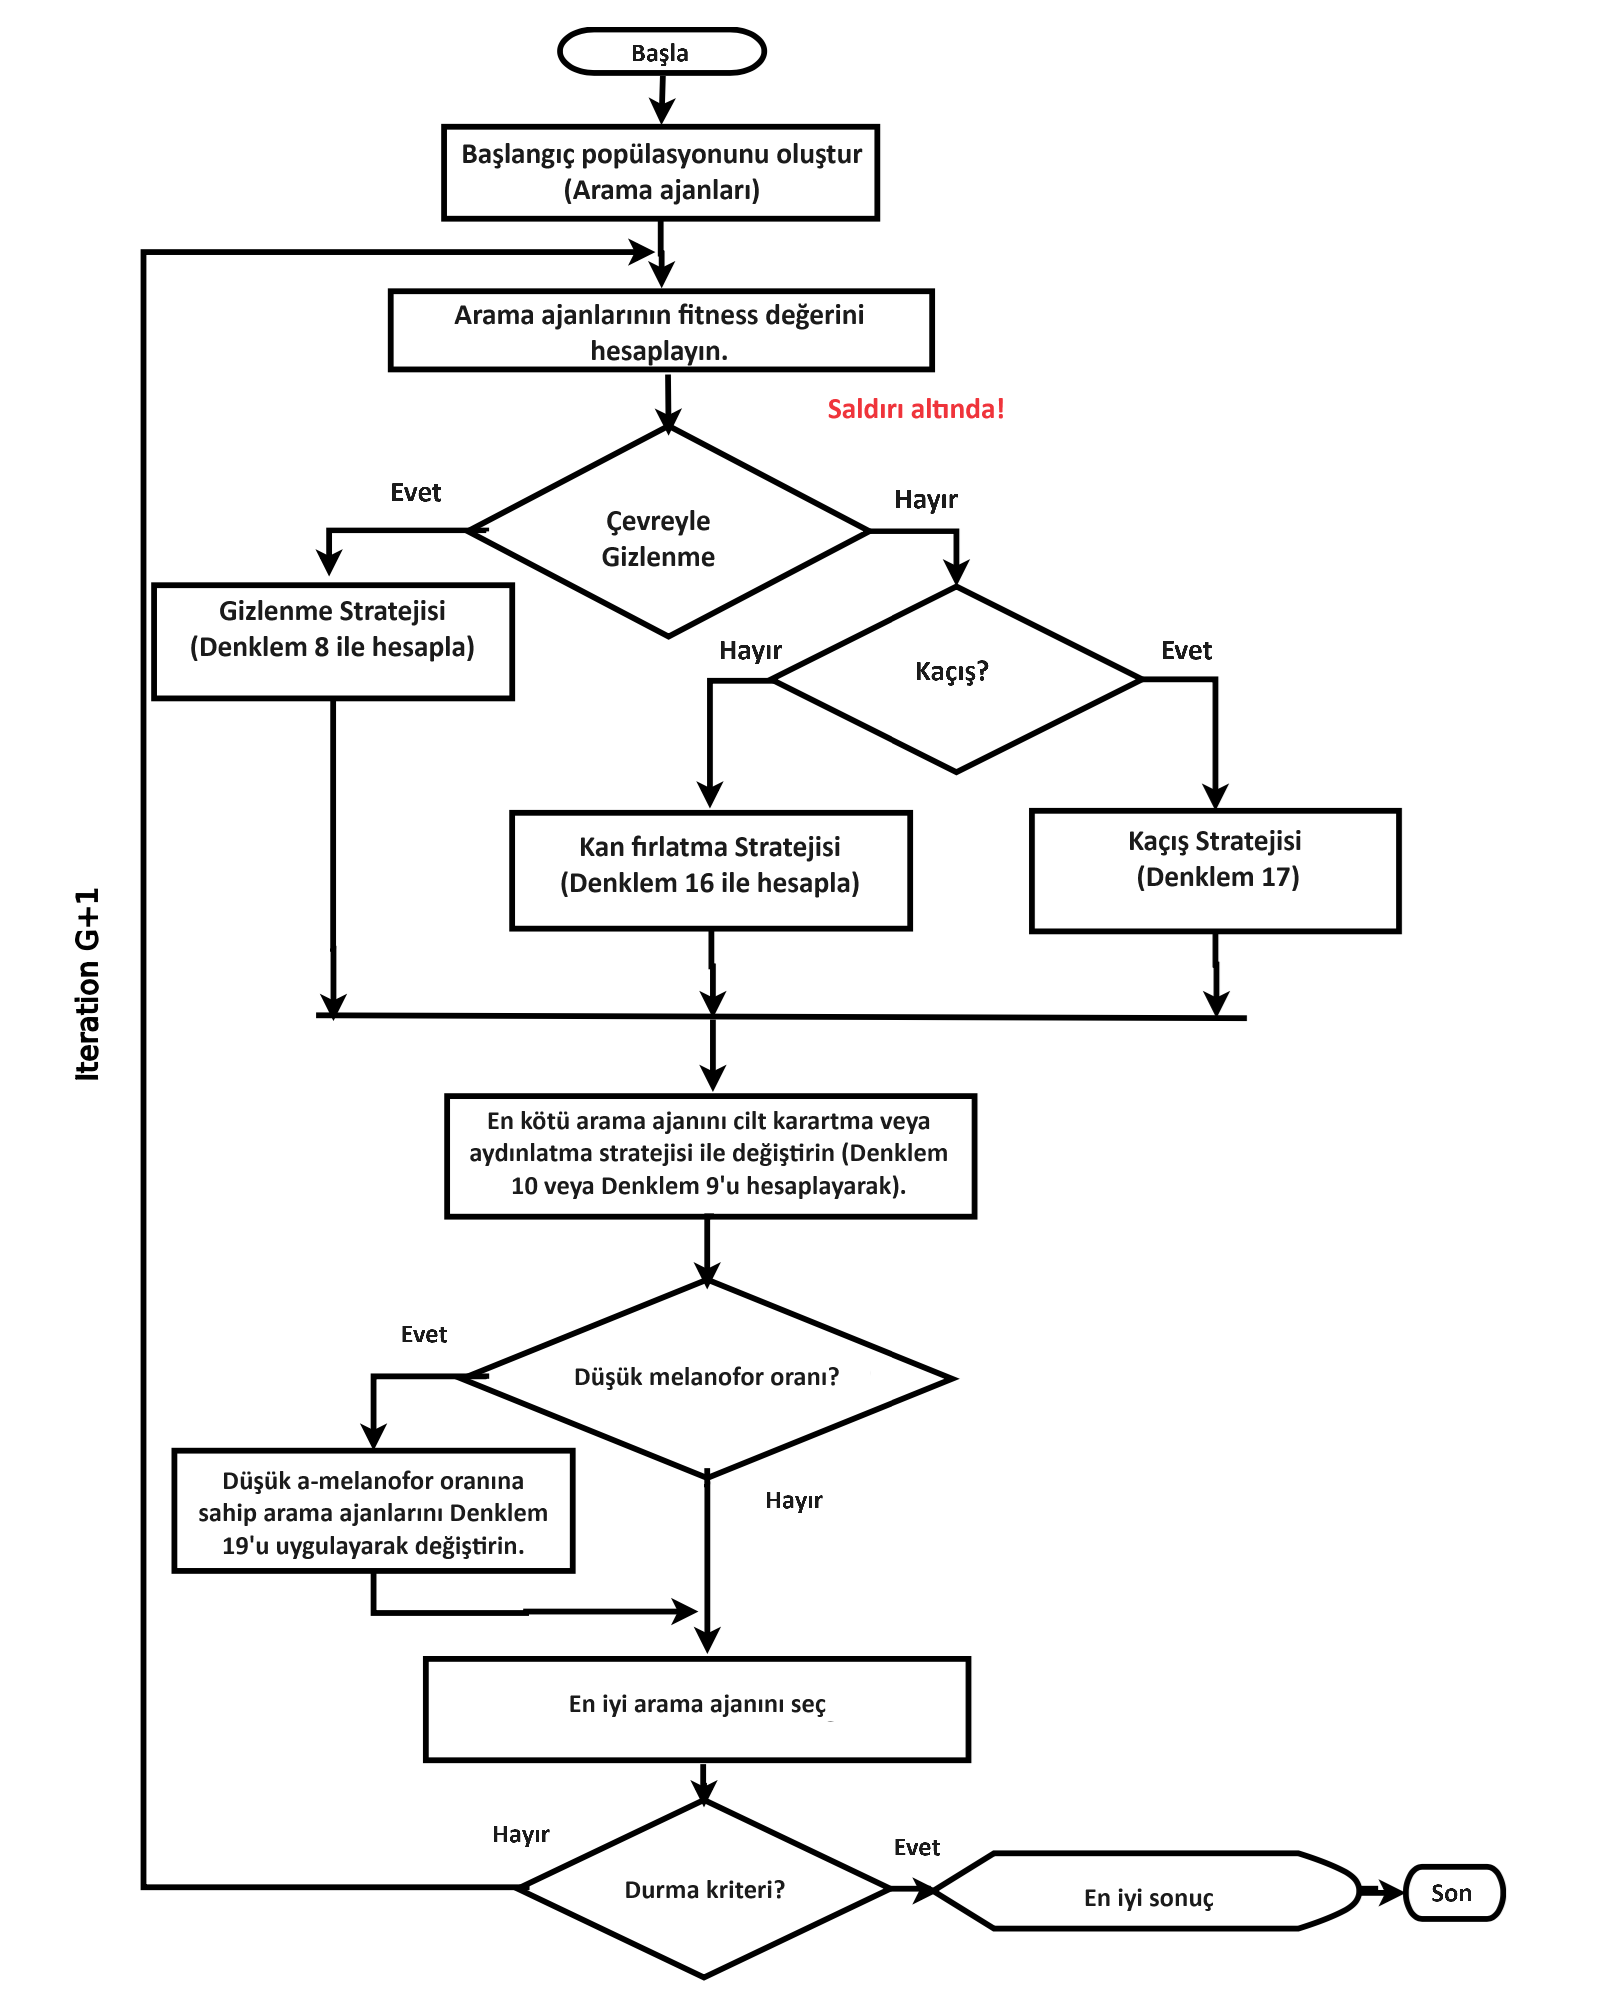 Başla
Başlangıç popülasyonunu oluştur
(Arama ajanları)
Arama ajanlarının fitness değerini
hesaplayın.
Saldırı altında!
Evet
Hayır
Çevreyle
Gizlenme
Gizlenme Stratejisi
(Denklem 8 ile hesapla)
Hayır
Evet
Kaçış?
Kan fırlatma Stratejisi
(Denklem 16 ile hesapla)
Kaçış Stratejisi
(Denklem 17)
Iteration G+1
En kötü arama ajanını cilt karartma veya
aydınlatma stratejisi ile değiştirin (Denklem
10 veya Denklem 9'u hesaplayarak).
Evet
Düşük melanofor oranı?
Düşük a-melanofor oranına
sahip arama ajanlarını Denklem
19'u uygulayarak değiştirin.
Hayır
En iyi arama ajanını seç
Hayır
Evet
Durma kriteri?
En iyi sonuç
Son